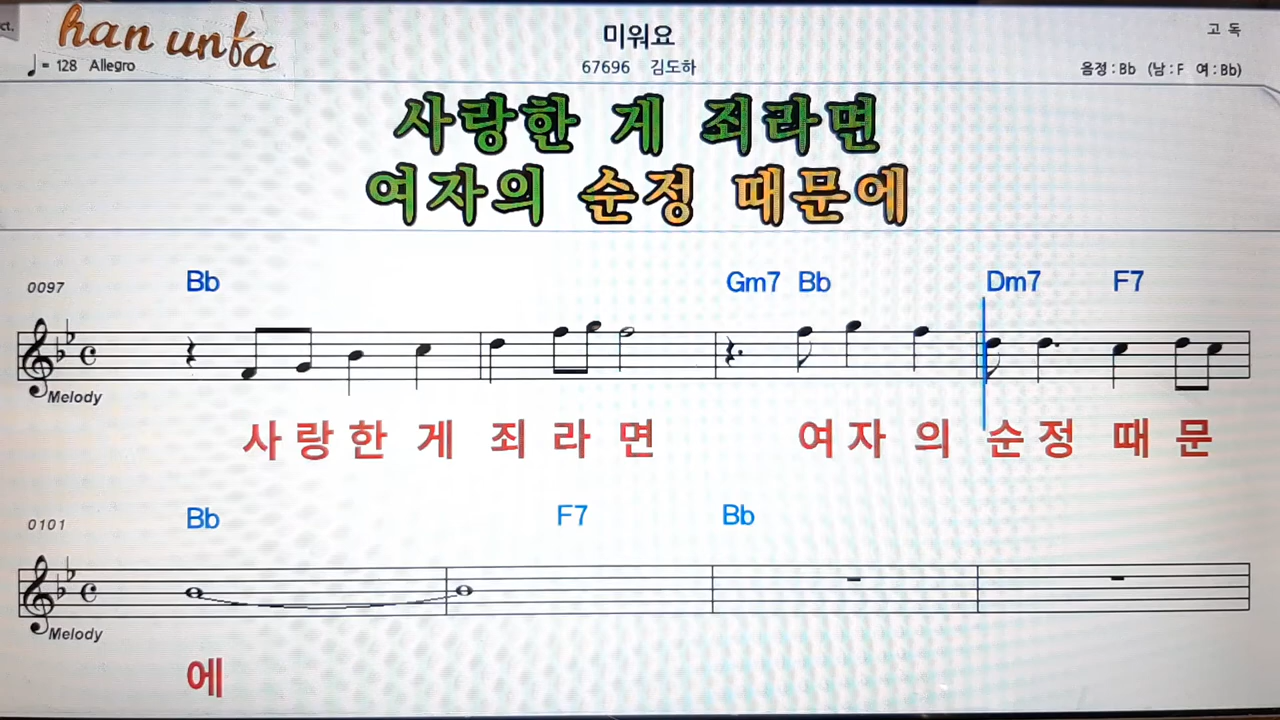 ct.
han unfa
♩= 128 Allegro
미워요
67696 김도하
고 독
음정 : Bb (남 : F 여 : Bb)
사랑한 게 죄라면
여자의 순정 때문에
0097 Bb Gm7 Bb Dm7 F7
Melody
사 랑 한 게 죄 라 면 여 자 의 순 정 때 문
0101 Bb F7 Bb
Melody
에